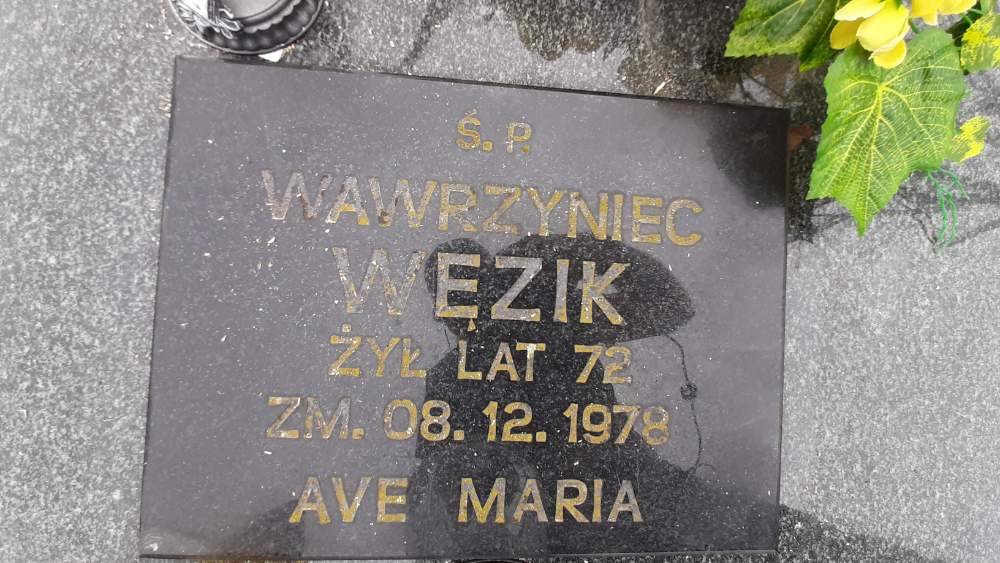 Ś. P.
WAWRZYNIEC
WĘZIK
ŻYŁ LAT 72
ZM. 08. 12. 1978
AVE MARIA